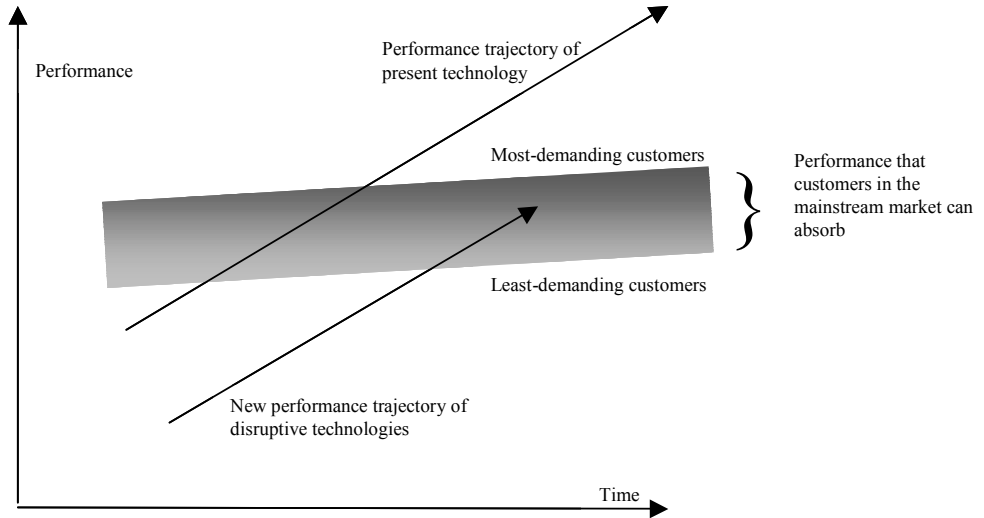 Performance trajectory of
present technology
Performance
Most-demanding customers
Performance that
customers in the
mainstream market can
absorb
Least-demanding customers
New performance trajectory of
disruptive technologies
Time